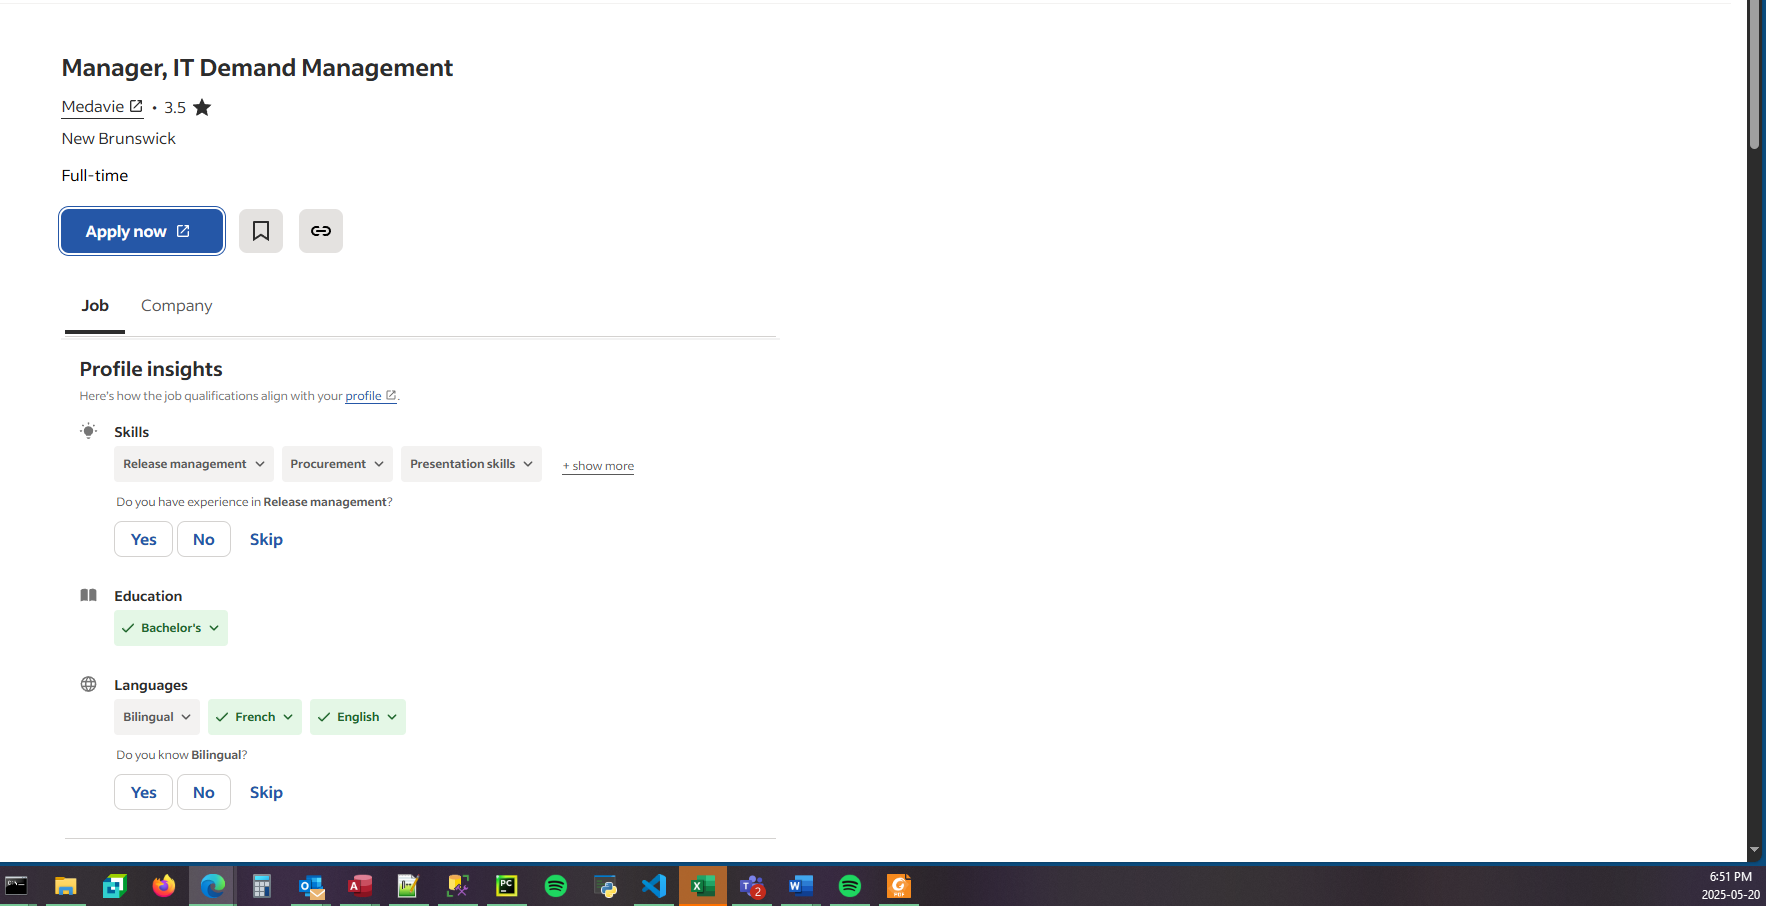 Manager, IT Demand Management
Medavie • 3.5
New Brunswick
Full-time
Apply now
Job Company
Profile insights
Here's how the job qualifications align with your profile.
Skills
Release management Procurement Presentation skills + show more
Do you have experience in Release management?
Yes No Skip
Education
Bachelor's
Languages
Bilingual French English
Do you know Bilingual?
Yes No Skip
6:51 PM
2025-05-20